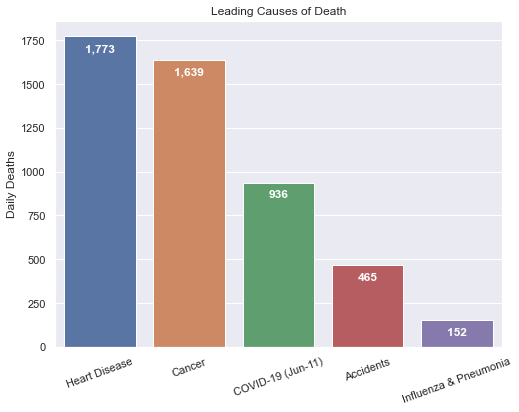 Leading Causes of Death
Daily Deaths
1750
1500
1250
1000
750
500
250
0
1,773
1,639
936
465
152
Heart Disease
Cancer
COVID-19 (Jun-11)
Accidents
Influenza & Pneumonia